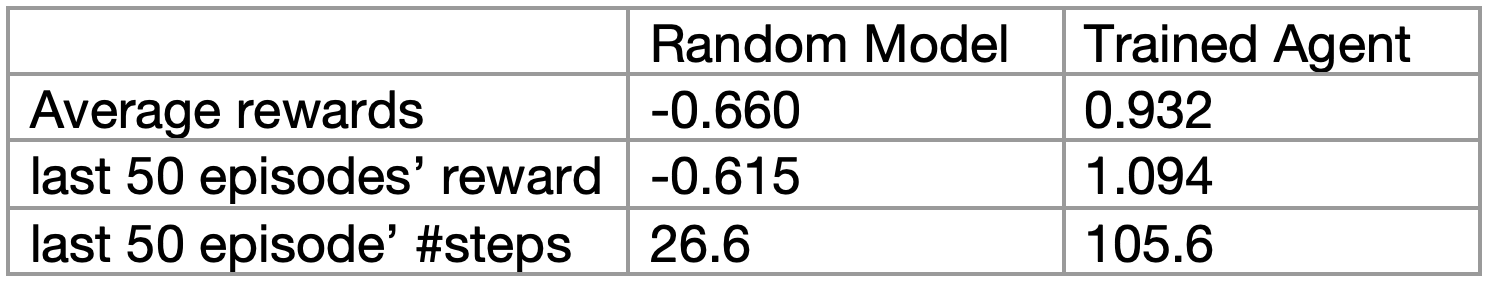 Random Model Trained Agent
Average rewards -0.660 0.932
last 50 episodes’ reward -0.615 1.094
last 50 episode’ #steps 26.6 105.6